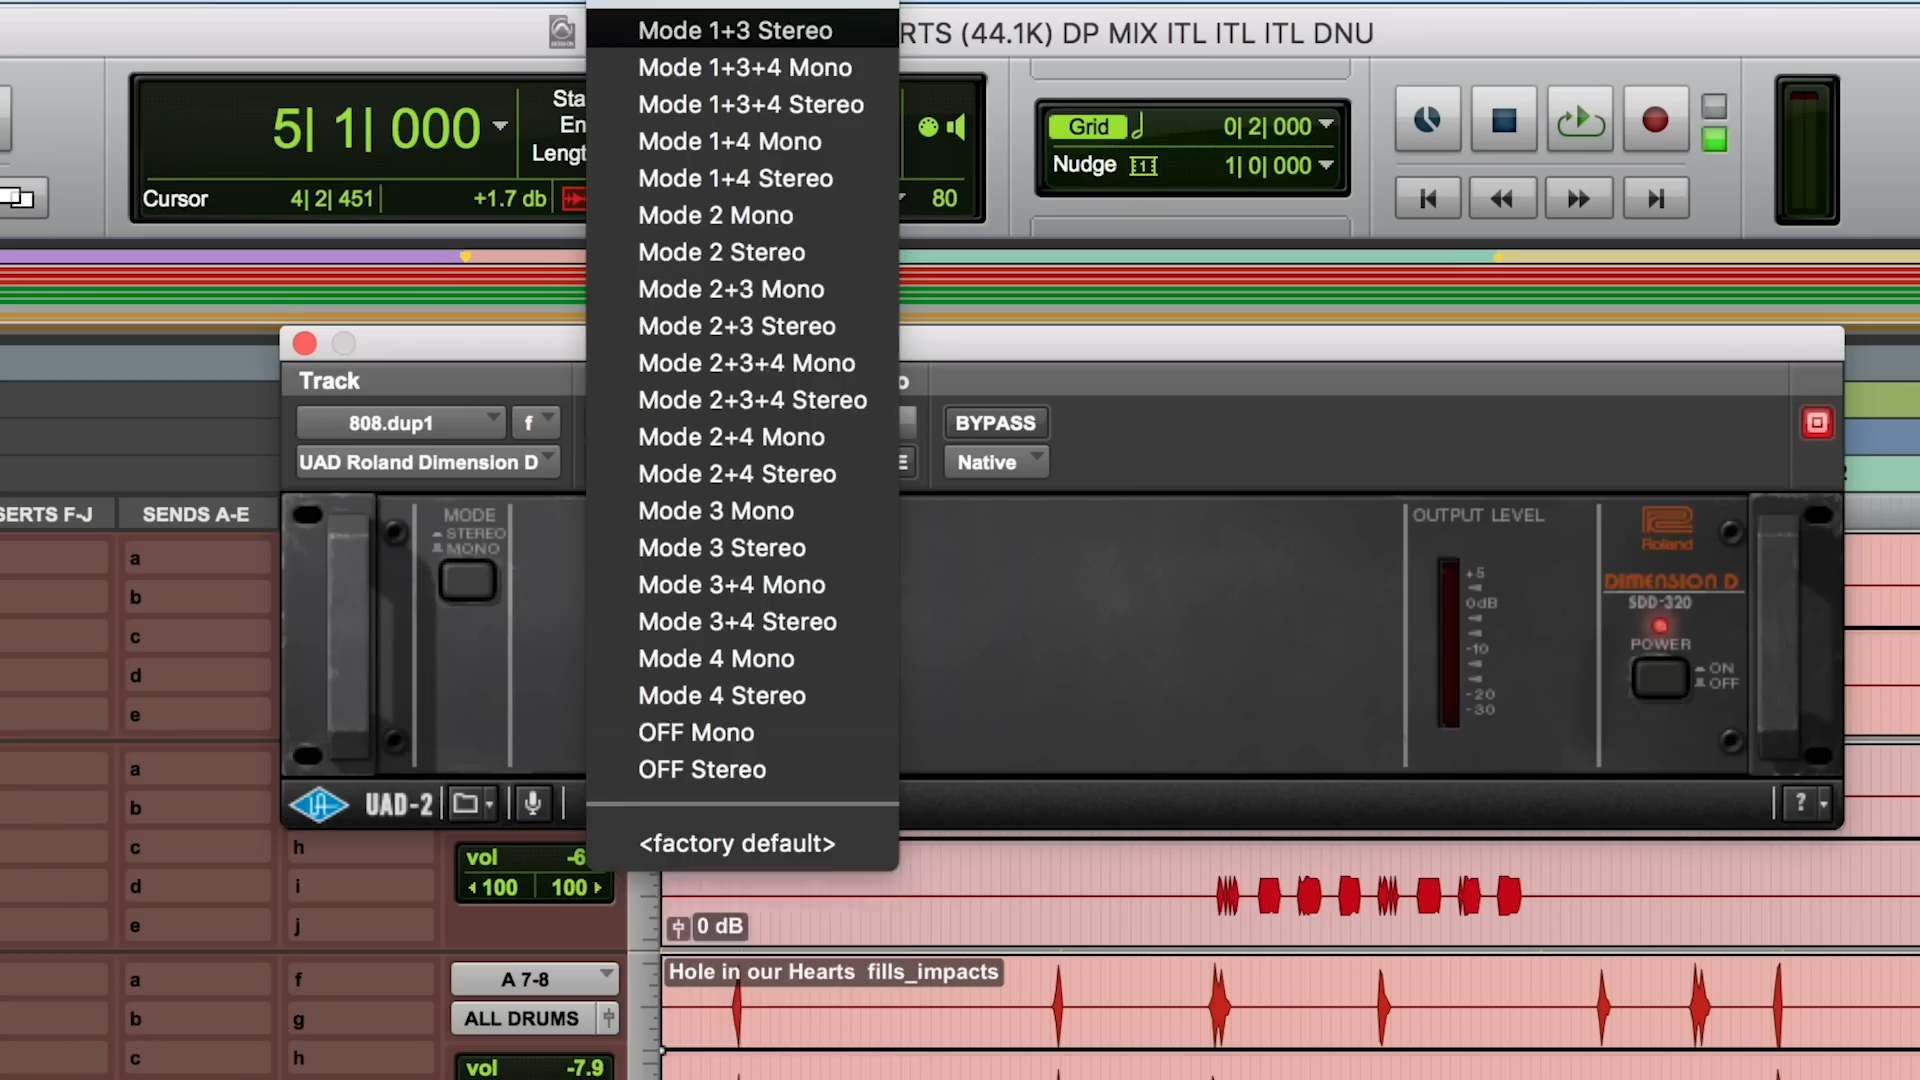 RTS (44.1K) DP MIX ITL ITL ITL DNU
Mode 1+3 Stereo
Mode 1+3+4 Mono
Mode 1+3+4 Stereo
Mode 1+4 Mono
Mode 1+4 Stereo
Mode 2 Mono
Mode 2 Stereo
Mode 2+3 Mono
Mode 2+3 Stereo
Mode 2+3+4 Mono
Mode 2+3+4 Stereo
Mode 2+4 Mono
Mode 2+4 Stereo
Mode 3 Mono
Mode 3 Stereo
Mode 3+4 Mono
Mode 3+4 Stereo
Mode 4 Mono
Mode 4 Stereo
OFF Mono
OFF Stereo
<factory default>
5| 1| 000
Sta
En
Lengt
Cursor 4| 2| 451 +1.7 db
80
Grid 0| 2| 000
Nudge 1| 0| 000
Track
808.dup1 f
UAD Roland Dimension D
o
E
BYPASS
Native
SERTS F-J SENDS A-E
MODE
STEREO
MONO
OUTPUT LEVEL
+5
0dB
-10
-20
-30
Roland
DIMENSION D
SDD-320
POWER
ON
OFF
UAD-2
?
a
b
c
d
e
a
b
c h
d i
e j
a f
b g
c h
vol -6
100 100
0 dB
A 7-8
ALL DRUMS
vol -7.9
Hole in our Hearts fills_impacts